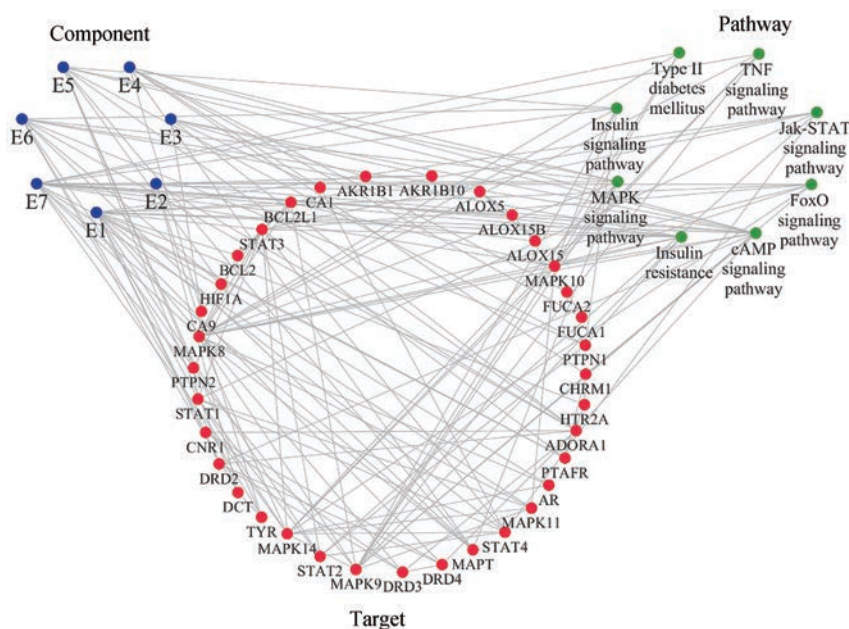 Component
Pathway
E5
E4
E6
E3
E7
E2
E1
Type II
diabetes
mellitus
TNF
signaling
pathway
Insulin
signaling
pathway
Jak-STAT
signaling
pathway
MAPK
signaling
pathway
FoxO
signaling
pathway
Insulin
resistance
cAMP
signaling
pathway
AKR1B1
AKR1B10
CA1
ALOX5
BCL2L1
ALOX15B
STAT3
ALOX15
BCL2
MAPK10
HIF1A
FUCA2
CA9
FUCA1
MAPK8
PTPN1
PTPN2
CHRM1
STAT1
HTR2A
CNR1
ADORA1
DRD2
PTAFR
DCT
AR
TYR
MAPK11
MAPK14
STAT4
STAT2
MAPT
MAPK9
DRD3
DRD4
Target